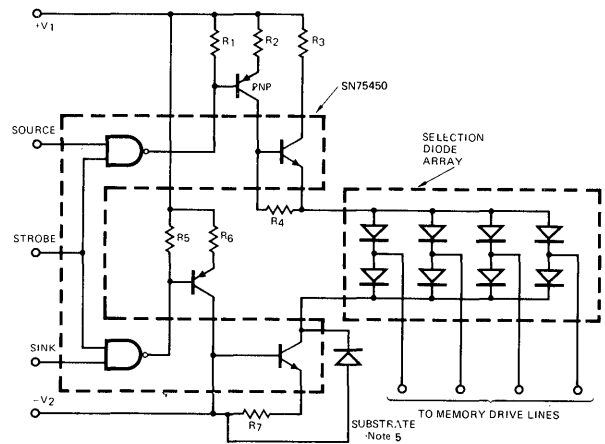 +V1
R1
R2
R3
PNP
SN75450
SOURCE
SELECTION
DIODE
ARRAY
R4
STROBE
R5
R6
SINK
-V2
R7
SUBSTRATE
Note 5
TO MEMORY DRIVE LINES